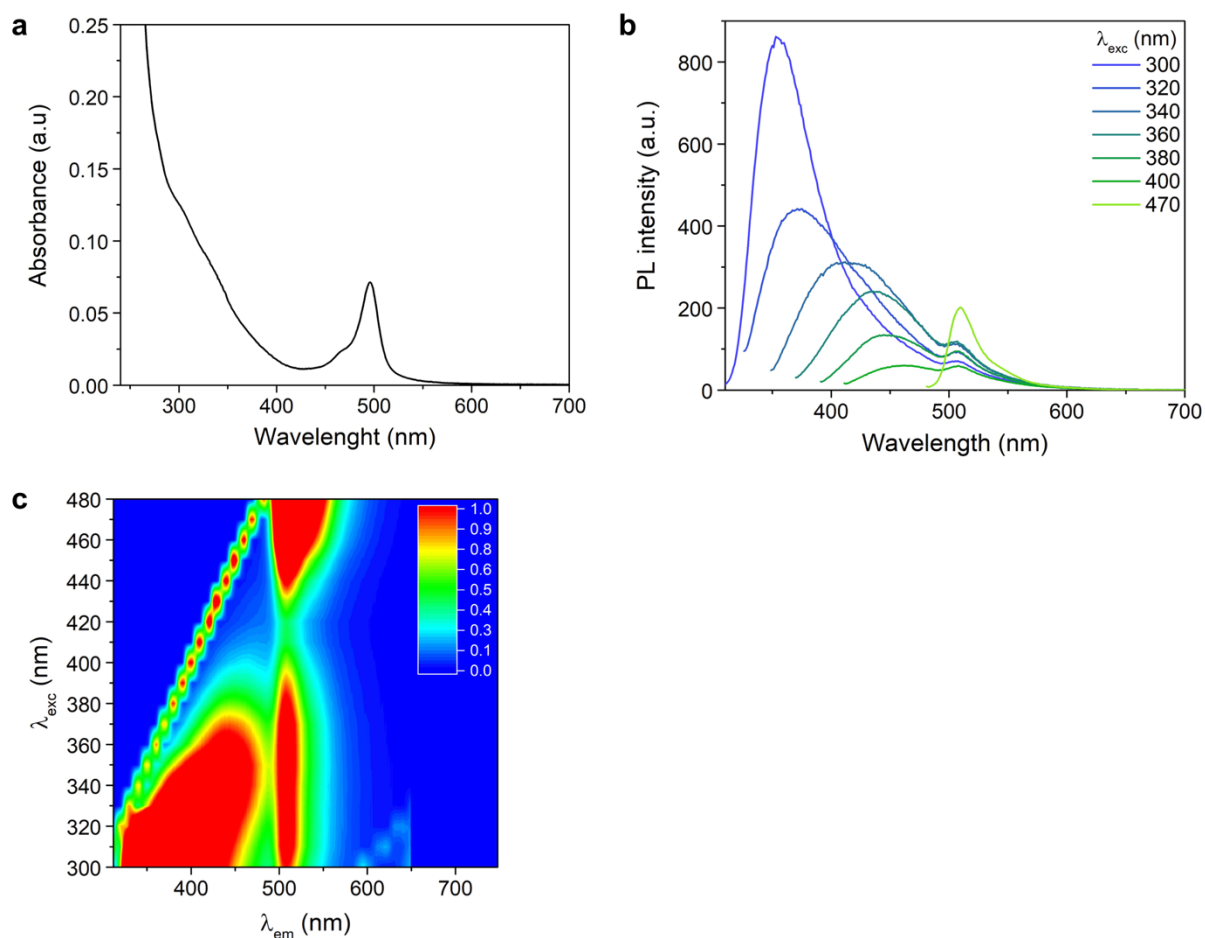 a
0.25
0.20
0.15
0.10
0.05
0.00
Absorbance (a.u)
300 400 500 600 700
Wavelenght (nm)
b
800
600
400
200
0
PL intensity (a.u.)
400 500 600 700
Wavelength (nm)
λexc (nm)
300
320
340
360
380
400
470
c
480
460
440
420
400
380
360
340
320
300
λexc (nm)
400 500 600 700
λem (nm)
1.0
0.9
0.8
0.6
0.5
0.4
0.3
0.1
0.0